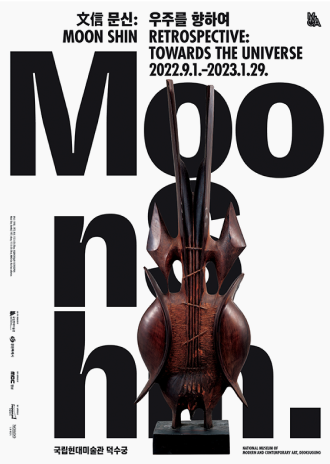 文信 문신: 우주를 향하여
MOON SHIN RETROSPECTIVE:
TOWARDS THE UNIVERSE
2022.9.1.–2023.1.29.
Moo
n
hn.
국립현대미술관 덕수궁
NATIONAL MUSEUM OF
MODERN AND CONTEMPORARY ART, DEOKSUGUNG